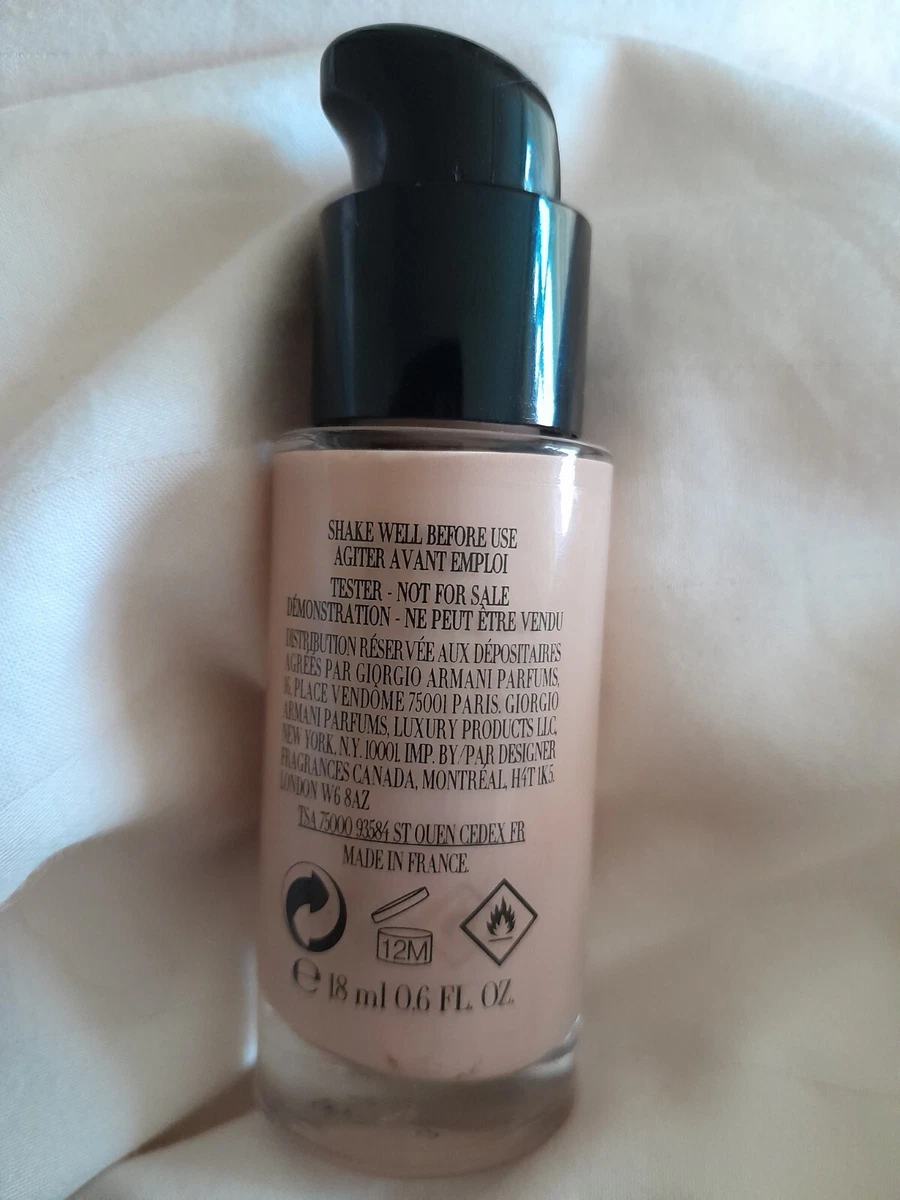 SHAKE WELL BEFORE USE
AGITER AVANT EMPLOI
TESTER - NOT FOR SALE
DÉMONSTRATION - NE PEUT ÊTRE VENDU
DISTRIBUTION RÉSERVÉE AUX DÉPOSITAIRES
AGRÉÉS PAR GIORGIO ARMANI PARFUMS,
16, PLACE VENDÔME 75001 PARIS. GIORGIO
ARMANI PARFUMS, LUXURY PRODUCTS LLC,
NEW YORK, N.Y. 10001. IMP. BY/PAR DESIGNER
FRAGRANCES CANADA, MONTRÉAL, H4T 1K5.
LONDON W6 8AZ
TSA 75000 93584 ST OUEN CEDEX FR
MADE IN FRANCE.
12M
e 18 ml 0.6 FL. OZ.